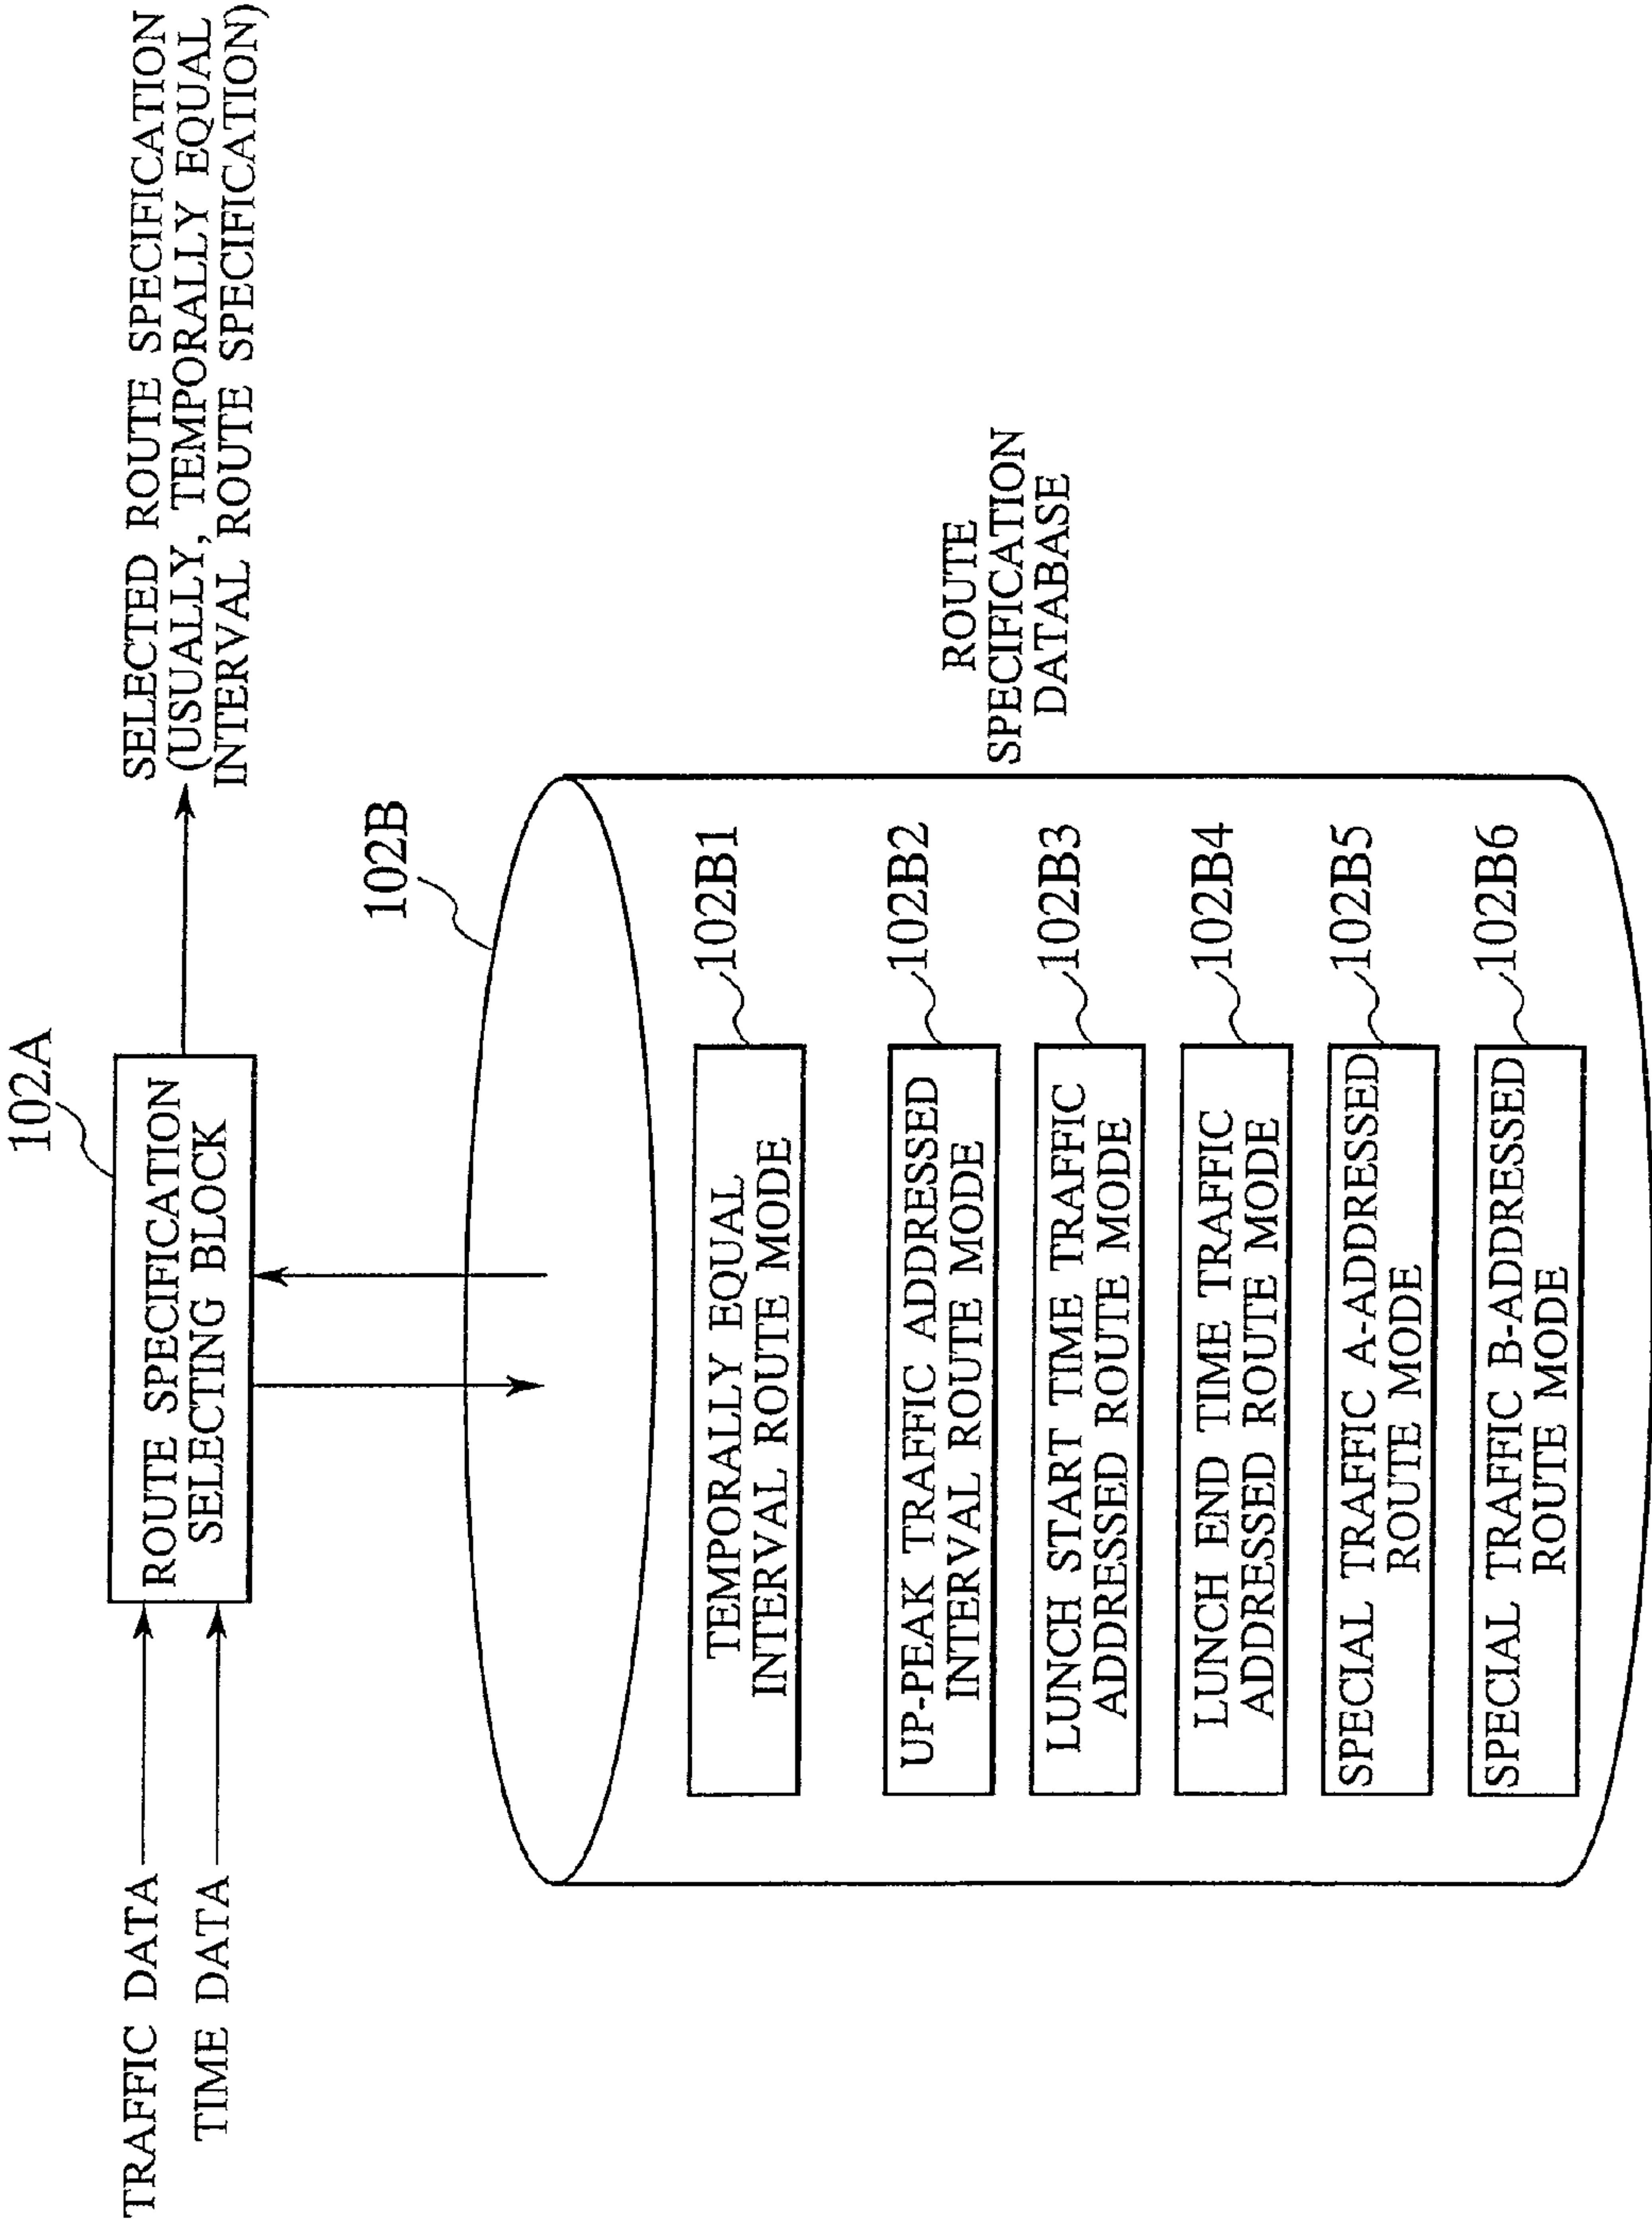 102A
TRAFFIC DATA
TIME DATA
ROUTE SPECIFICATION
SELECTING BLOCK
SELECTED ROUTE SPECIFICATION
(USUALLY, TEMPORALLY EQUAL
INTERVAL ROUTE SPECIFICATION)
102B
TEMPORALLY EQUAL
INTERVAL ROUTE MODE
102B1
UP-PEAK TRAFFIC ADDRESSED
INTERVAL ROUTE MODE
102B2
LUNCH START TIME TRAFFIC
ADDRESSED ROUTE MODE
102B3
LUNCH END TIME TRAFFIC
ADDRESSED ROUTE MODE
102B4
SPECIAL TRAFFIC A-ADDRESSED
ROUTE MODE
102B5
SPECIAL TRAFFIC B-ADDRESSED
ROUTE MODE
102B6
ROUTE
SPECIFICATION
DATABASE